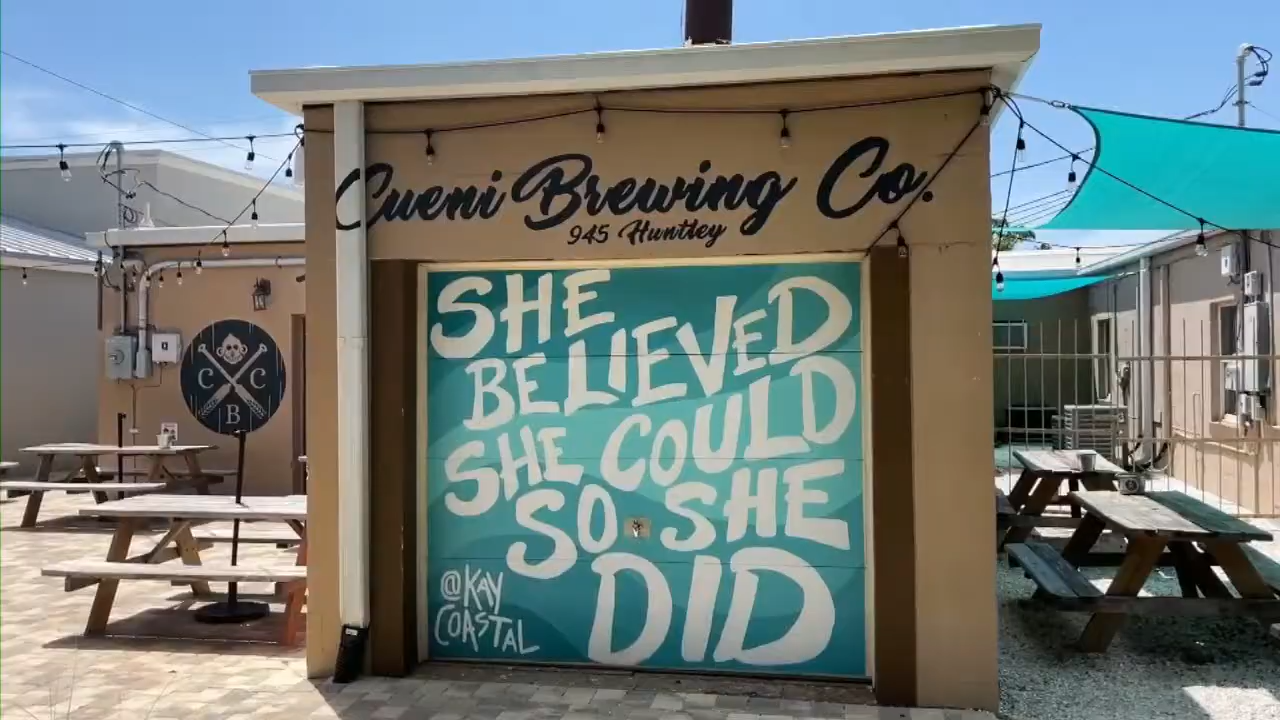 Cueni Brewing Co.
945 Huntley
SHE
BELIEVED
SHE COULD
SO SHE
DID
@KAY
COASTAL
C C
B